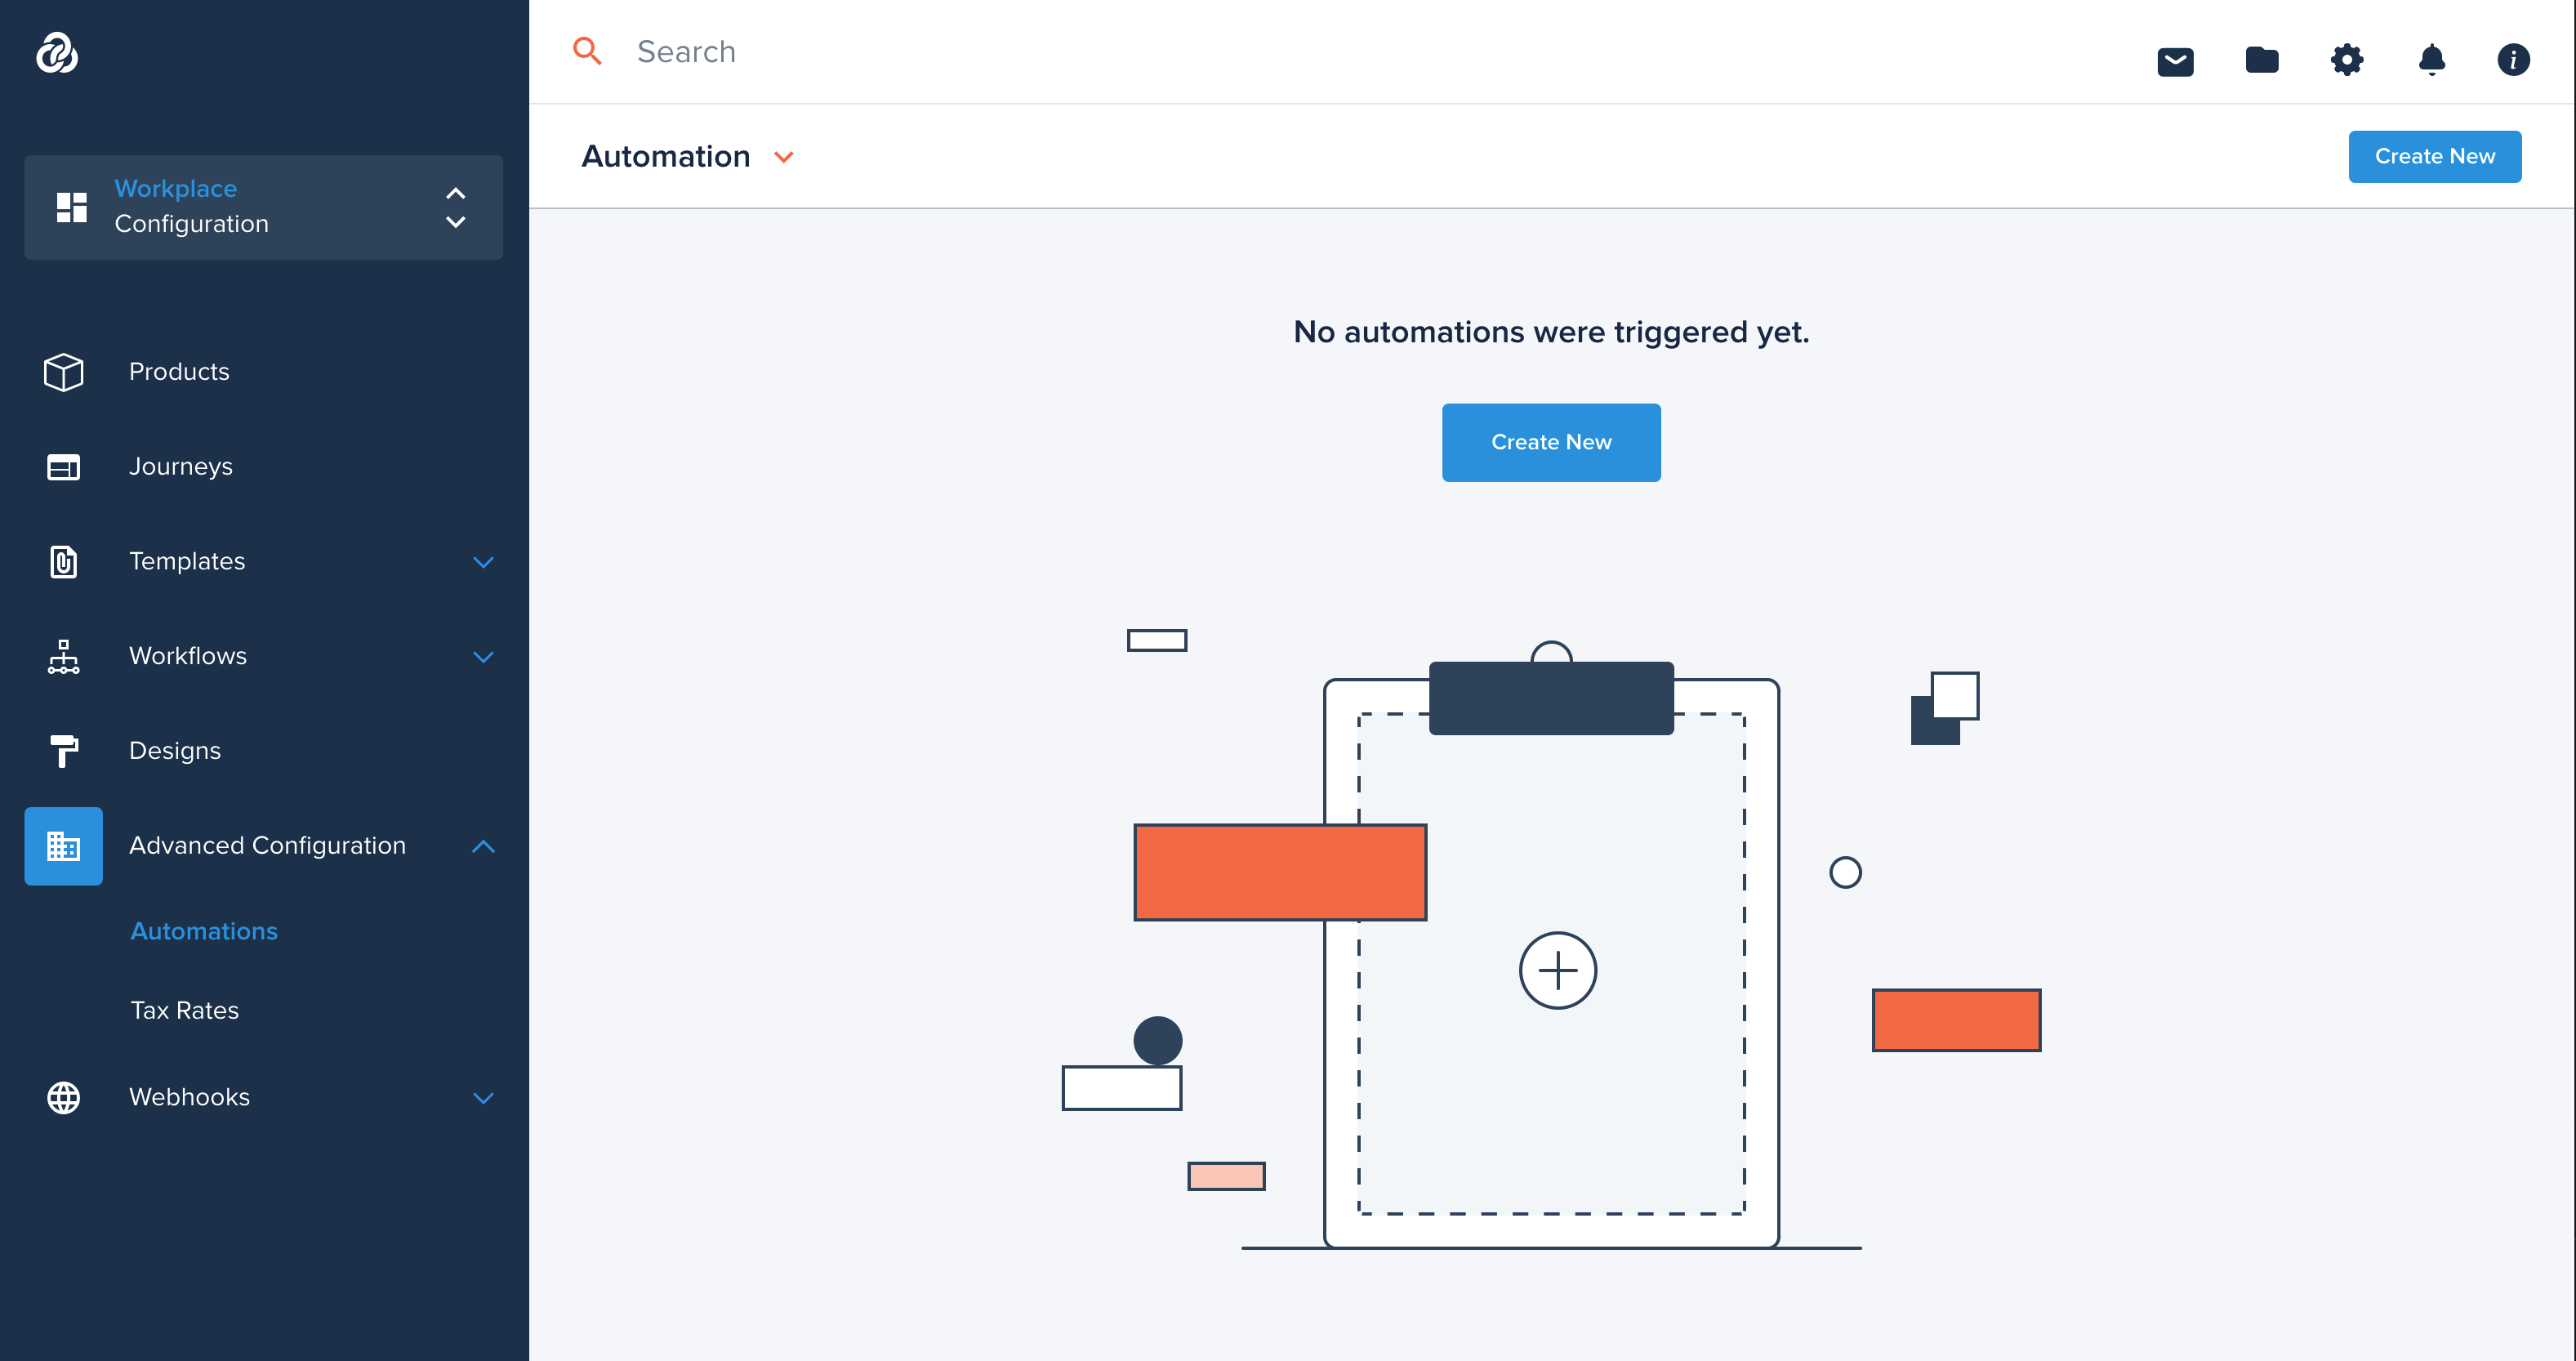 Search
Workplace
Configuration
Automation
Create New
No automations were triggered yet.
Create New
Products
Journeys
Templates
Workflows
Designs
Advanced Configuration
Automations
Tax Rates
Webhooks